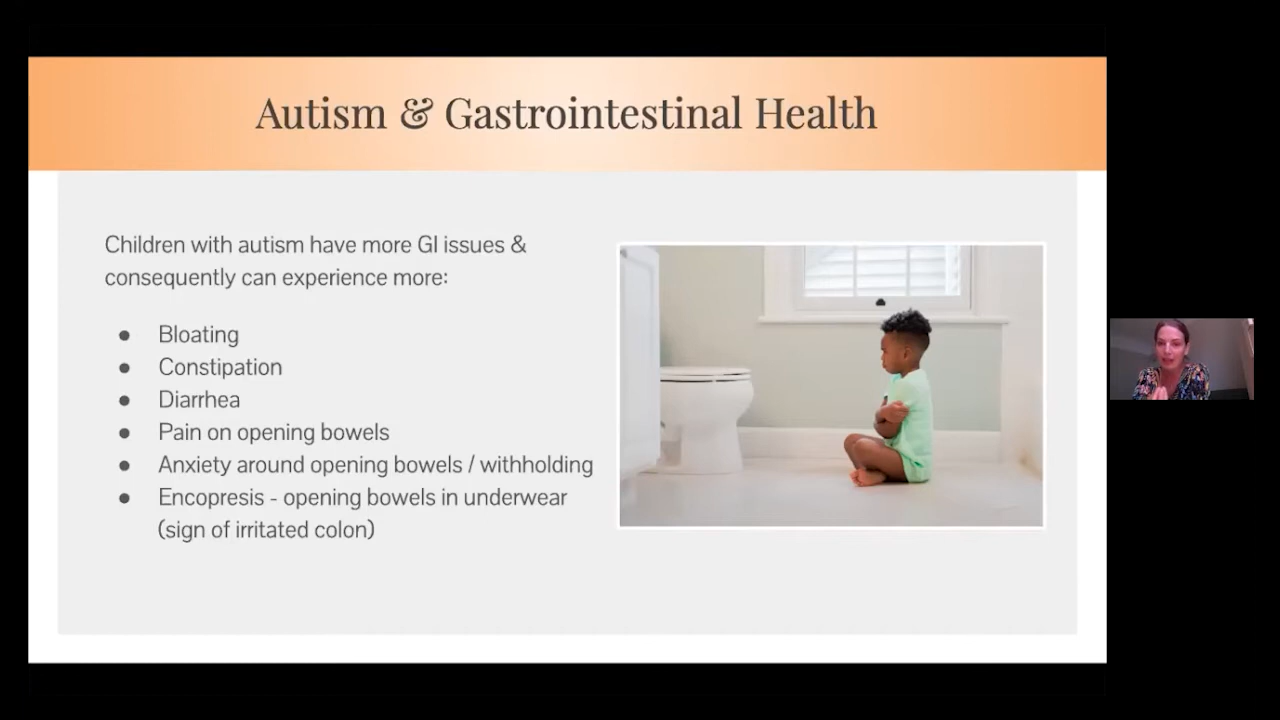 Autism & Gastrointestinal Health
Children with autism have more GI issues &
consequently can experience more:
● Bloating
● Constipation
● Diarrhea
● Pain on opening bowels
● Anxiety around opening bowels / withholding
● Encopresis - opening bowels in underwear
(sign of irritated colon)